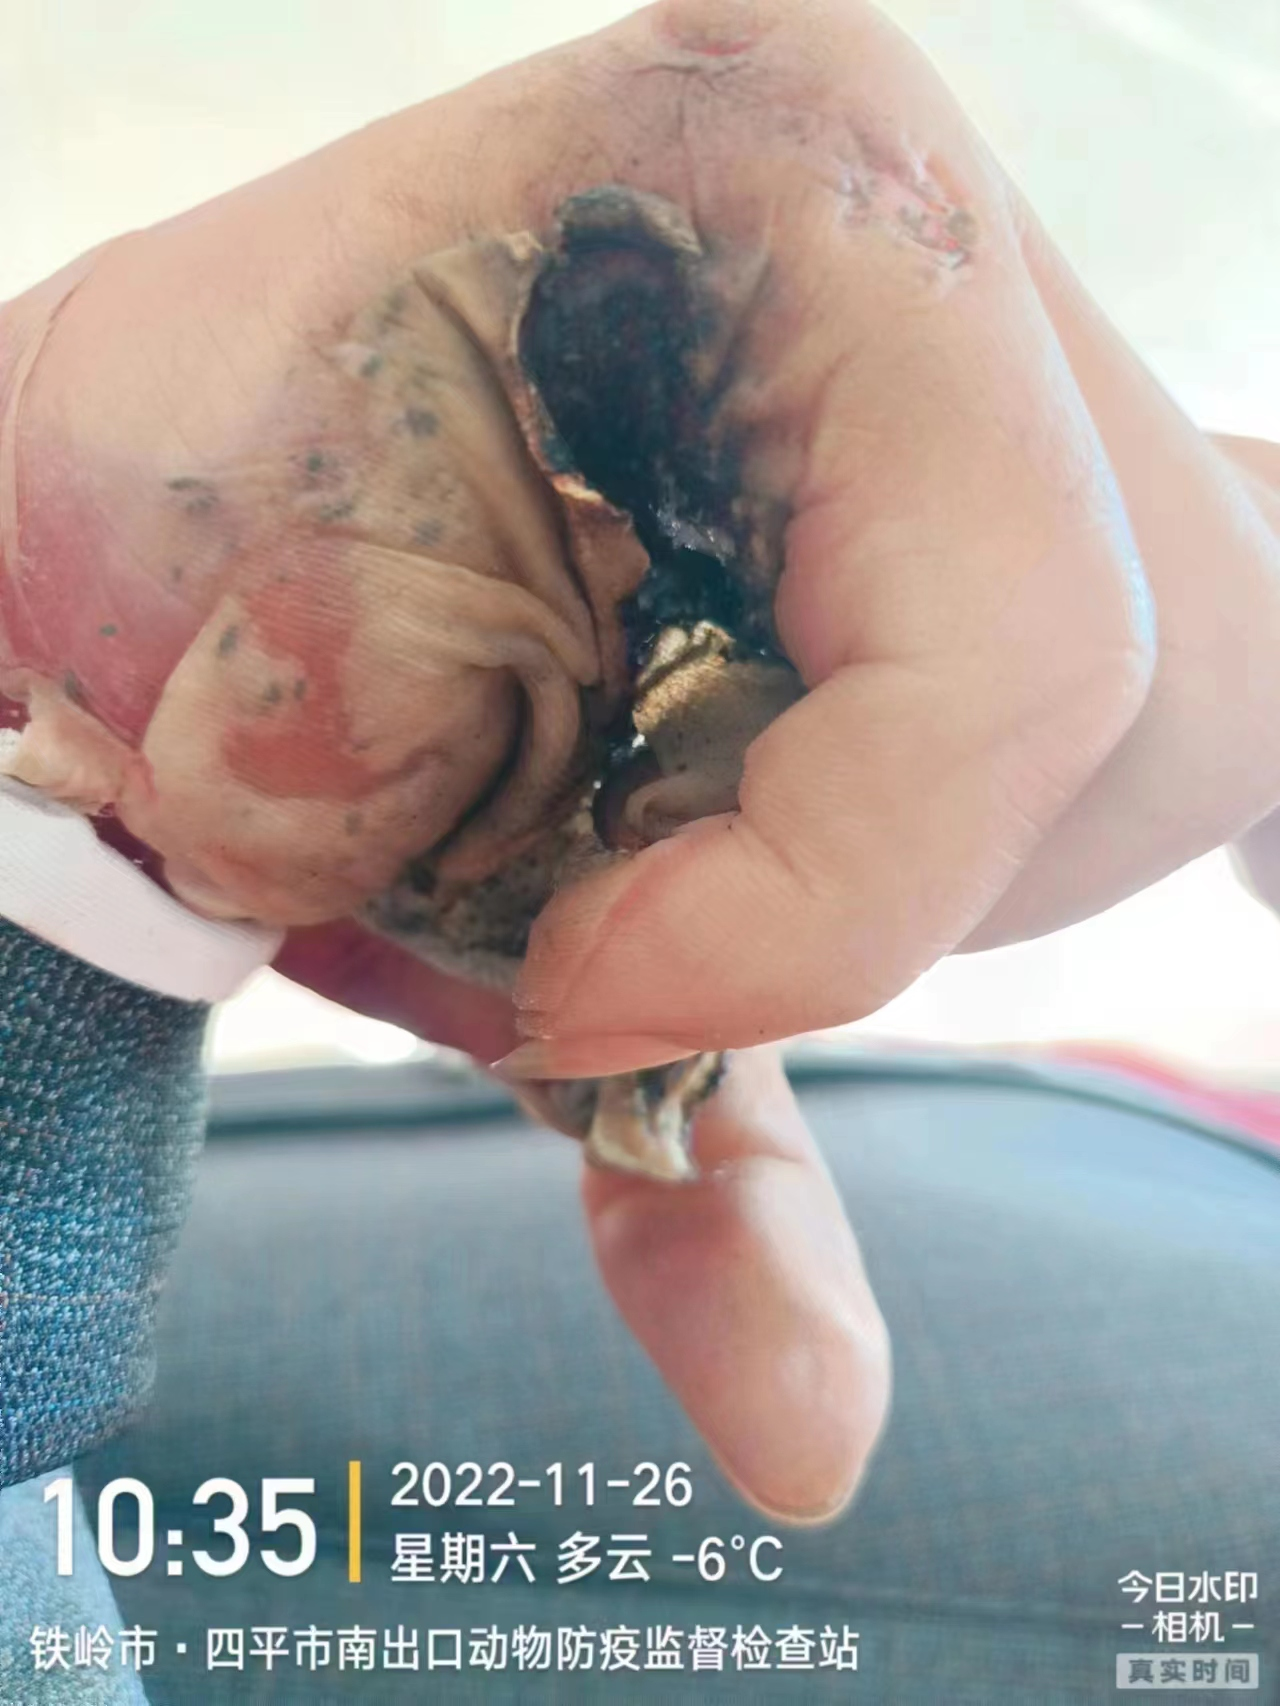 10:35
2022-11-26
星期六 多云 -6°C
铁岭市·四平市南出口动物防疫监督检查站
今日水印
-相机-
真实时间